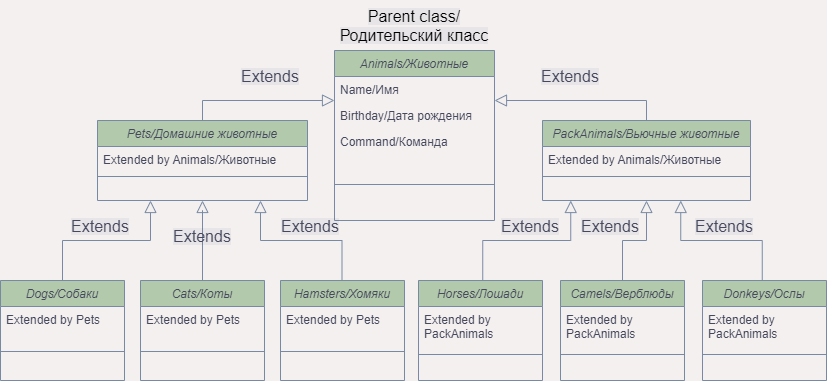 Parent class/
Родительский класс
Animals/Животные
Name/Имя
Birthday/Дата рождения
Command/Команда
Extends
Extends
Pets/Домашние животные
Extended by Animals/Животные
PackAnimals/Вьючные животные
Extended by Animals/Животные
Extends
Extends
Extends
Extends
Extends
Extends
Dogs/Собаки
Extended by Pets
Cats/Коты
Extended by Pets
Hamsters/Хомяки
Extended by Pets
Horses/Лошади
Extended by
PackAnimals
Camels/Верблюды
Extended by
PackAnimals
Donkeys/Ослы
Extended by
PackAnimals